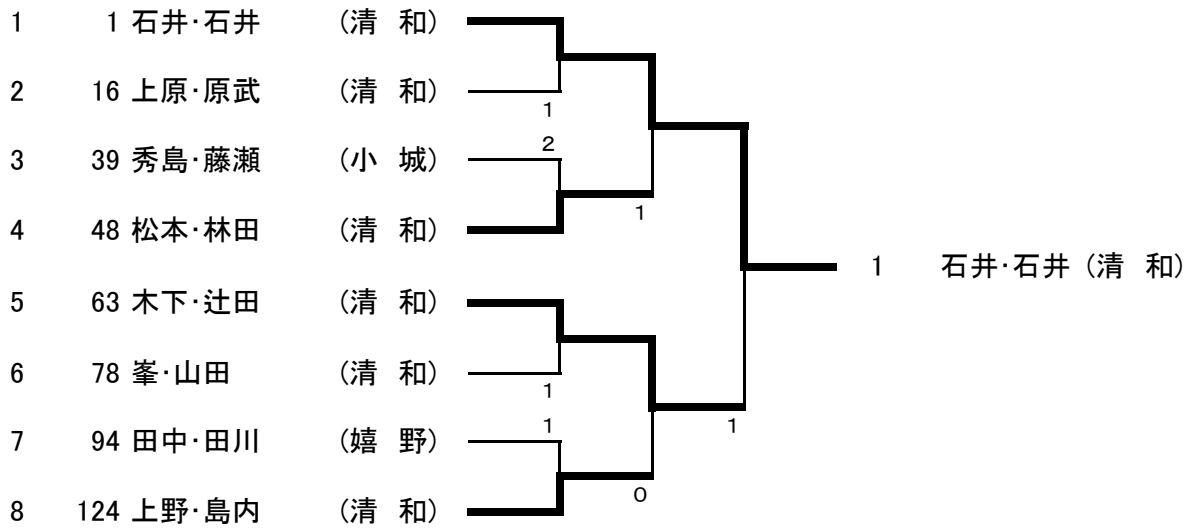 1 1 石井・石井 (清 和)
2 16 上原・原武 (清 和)
1
3 39 秀島・藤瀬 (小 城)
2
1
4 48 松本・林田 (清 和)
1 石井・石井 (清 和)
5 63 木下・辻田 (清 和)
6 78 峯・山田 (清 和)
1
1
7 94 田中・田川 (嬉 野)
1
0
8 124 上野・島内 (清 和)